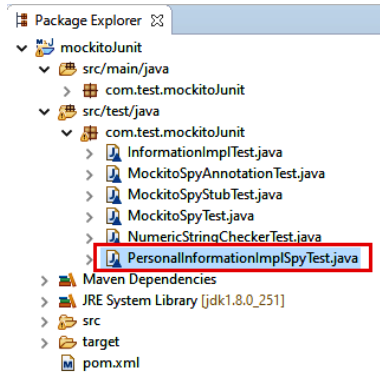 Package Explorer
mockitoJunit
src/main/java
com.test.mockitoJunit
src/test/java
com.test.mockitoJunit
InformationImplTest.java
MockitoSpyAnnotationTest.java
MockitoSpyStubTest.java
MockitoSpyTest.java
NumericStringCheckerTest.java
PersonalInformationImplSpyTest.java
Maven Dependencies
JRE System Library [jdk1.8.0_251]
src
target
pom.xml